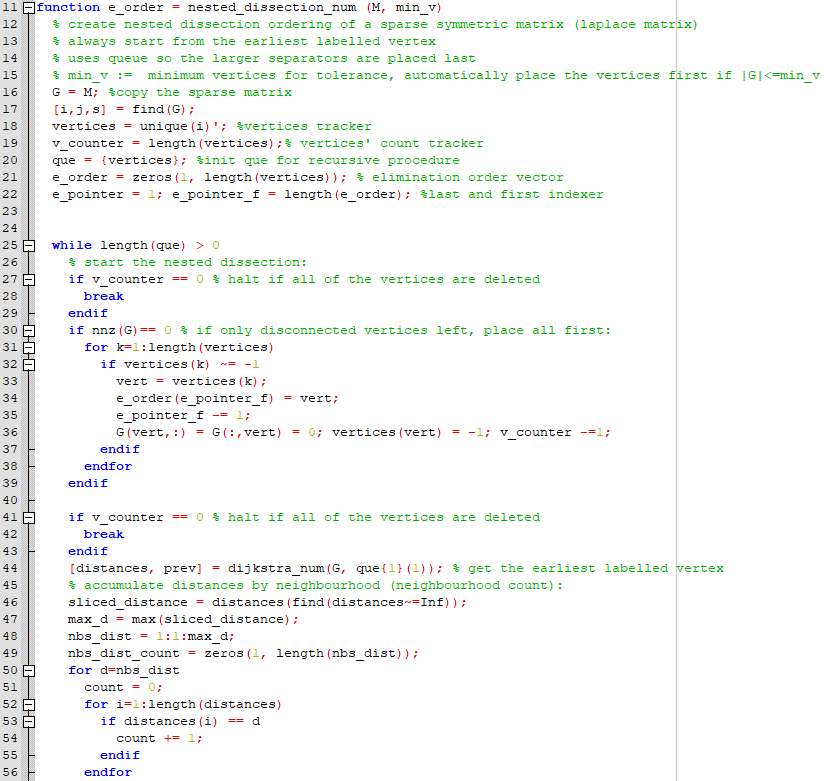 11 function e_order = nested_dissection_num (M, min_v)
12 % create nested dissection ordering of a sparse symmetric matrix (laplace matrix)
13 % always start from the earliest labelled vertex
14 % uses queue so the larger separators are placed last
15 % min_v := minimum vertices for tolerance, automatically place the vertices first if |G|<=min_v
16 G = M; %copy the sparse matrix
17 [i,j,s] = find(G);
18 vertices = unique(i)'; %vertices tracker
19 v_counter = length(vertices);% vertices' count tracker
20 que = {vertices}; %init que for recursive procedure
21 e_order = zeros(1, length(vertices)); % elimination order vector
22 e_pointer = 1; e_pointer_f = length(e_order); %last and first indexer
23
24
25 while length(que) > 0
26 % start the nested dissection:
27 if v_counter == 0 % halt if all of the vertices are deleted
28 break
29 endif
30 if nnz(G)== 0 % if only disconnected vertices left, place all first:
31 for k=1:length(vertices)
32 if vertices(k) ~= -1
33 vert = vertices(k);
34 e_order(e_pointer_f) = vert;
35 e_pointer_f -= 1;
36 G(vert,:) = G(:,vert) = 0; vertices(vert) = -1; v_counter -=1;
37 endif
38 endfor
39 endif
40
41 if v_counter == 0 % halt if all of the vertices are deleted
42 break
43 endif
44 [distances, prev] = dijkstra_num(G, que{1}(1)); % get the earliest labelled vertex
45 % accumulate distances by neighbourhood (neighbourhood count):
46 sliced_distance = distances(find(distances~=Inf));
47 max_d = max(sliced_distance);
48 nbs_dist = 1:1:max_d;
49 nbs_dist_count = zeros(1, length(nbs_dist));
50 for d=nbs_dist
51 count = 0;
52 for i=1:length(distances)
53 if distances(i) == d
54 count += 1;
55 endif
56 endfor